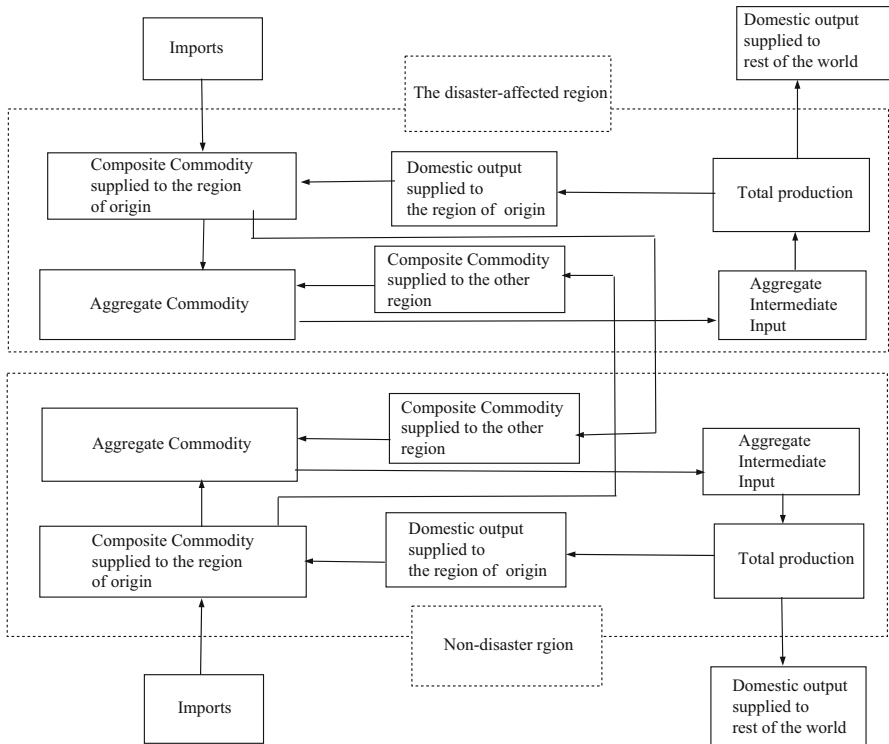 Domestic output
supplied to
rest of the world
Imports
The disaster-affected region
Composite Commodity
supplied to the region
of origin
Domestic output
supplied to
the region of origin
Total production
Composite Commodity
supplied to the other
region
Aggregate Commodity
Aggregate
Intermediate
Input
Aggregate Commodity
Composite Commodity
supplied to the other
region
Aggregate
Intermediate
Input
Composite Commodity
supplied to the region
of origin
Domestic output
supplied to
the region of origin
Total production
Non-disaster rgion
Imports
Domestic output
supplied to
rest of the world